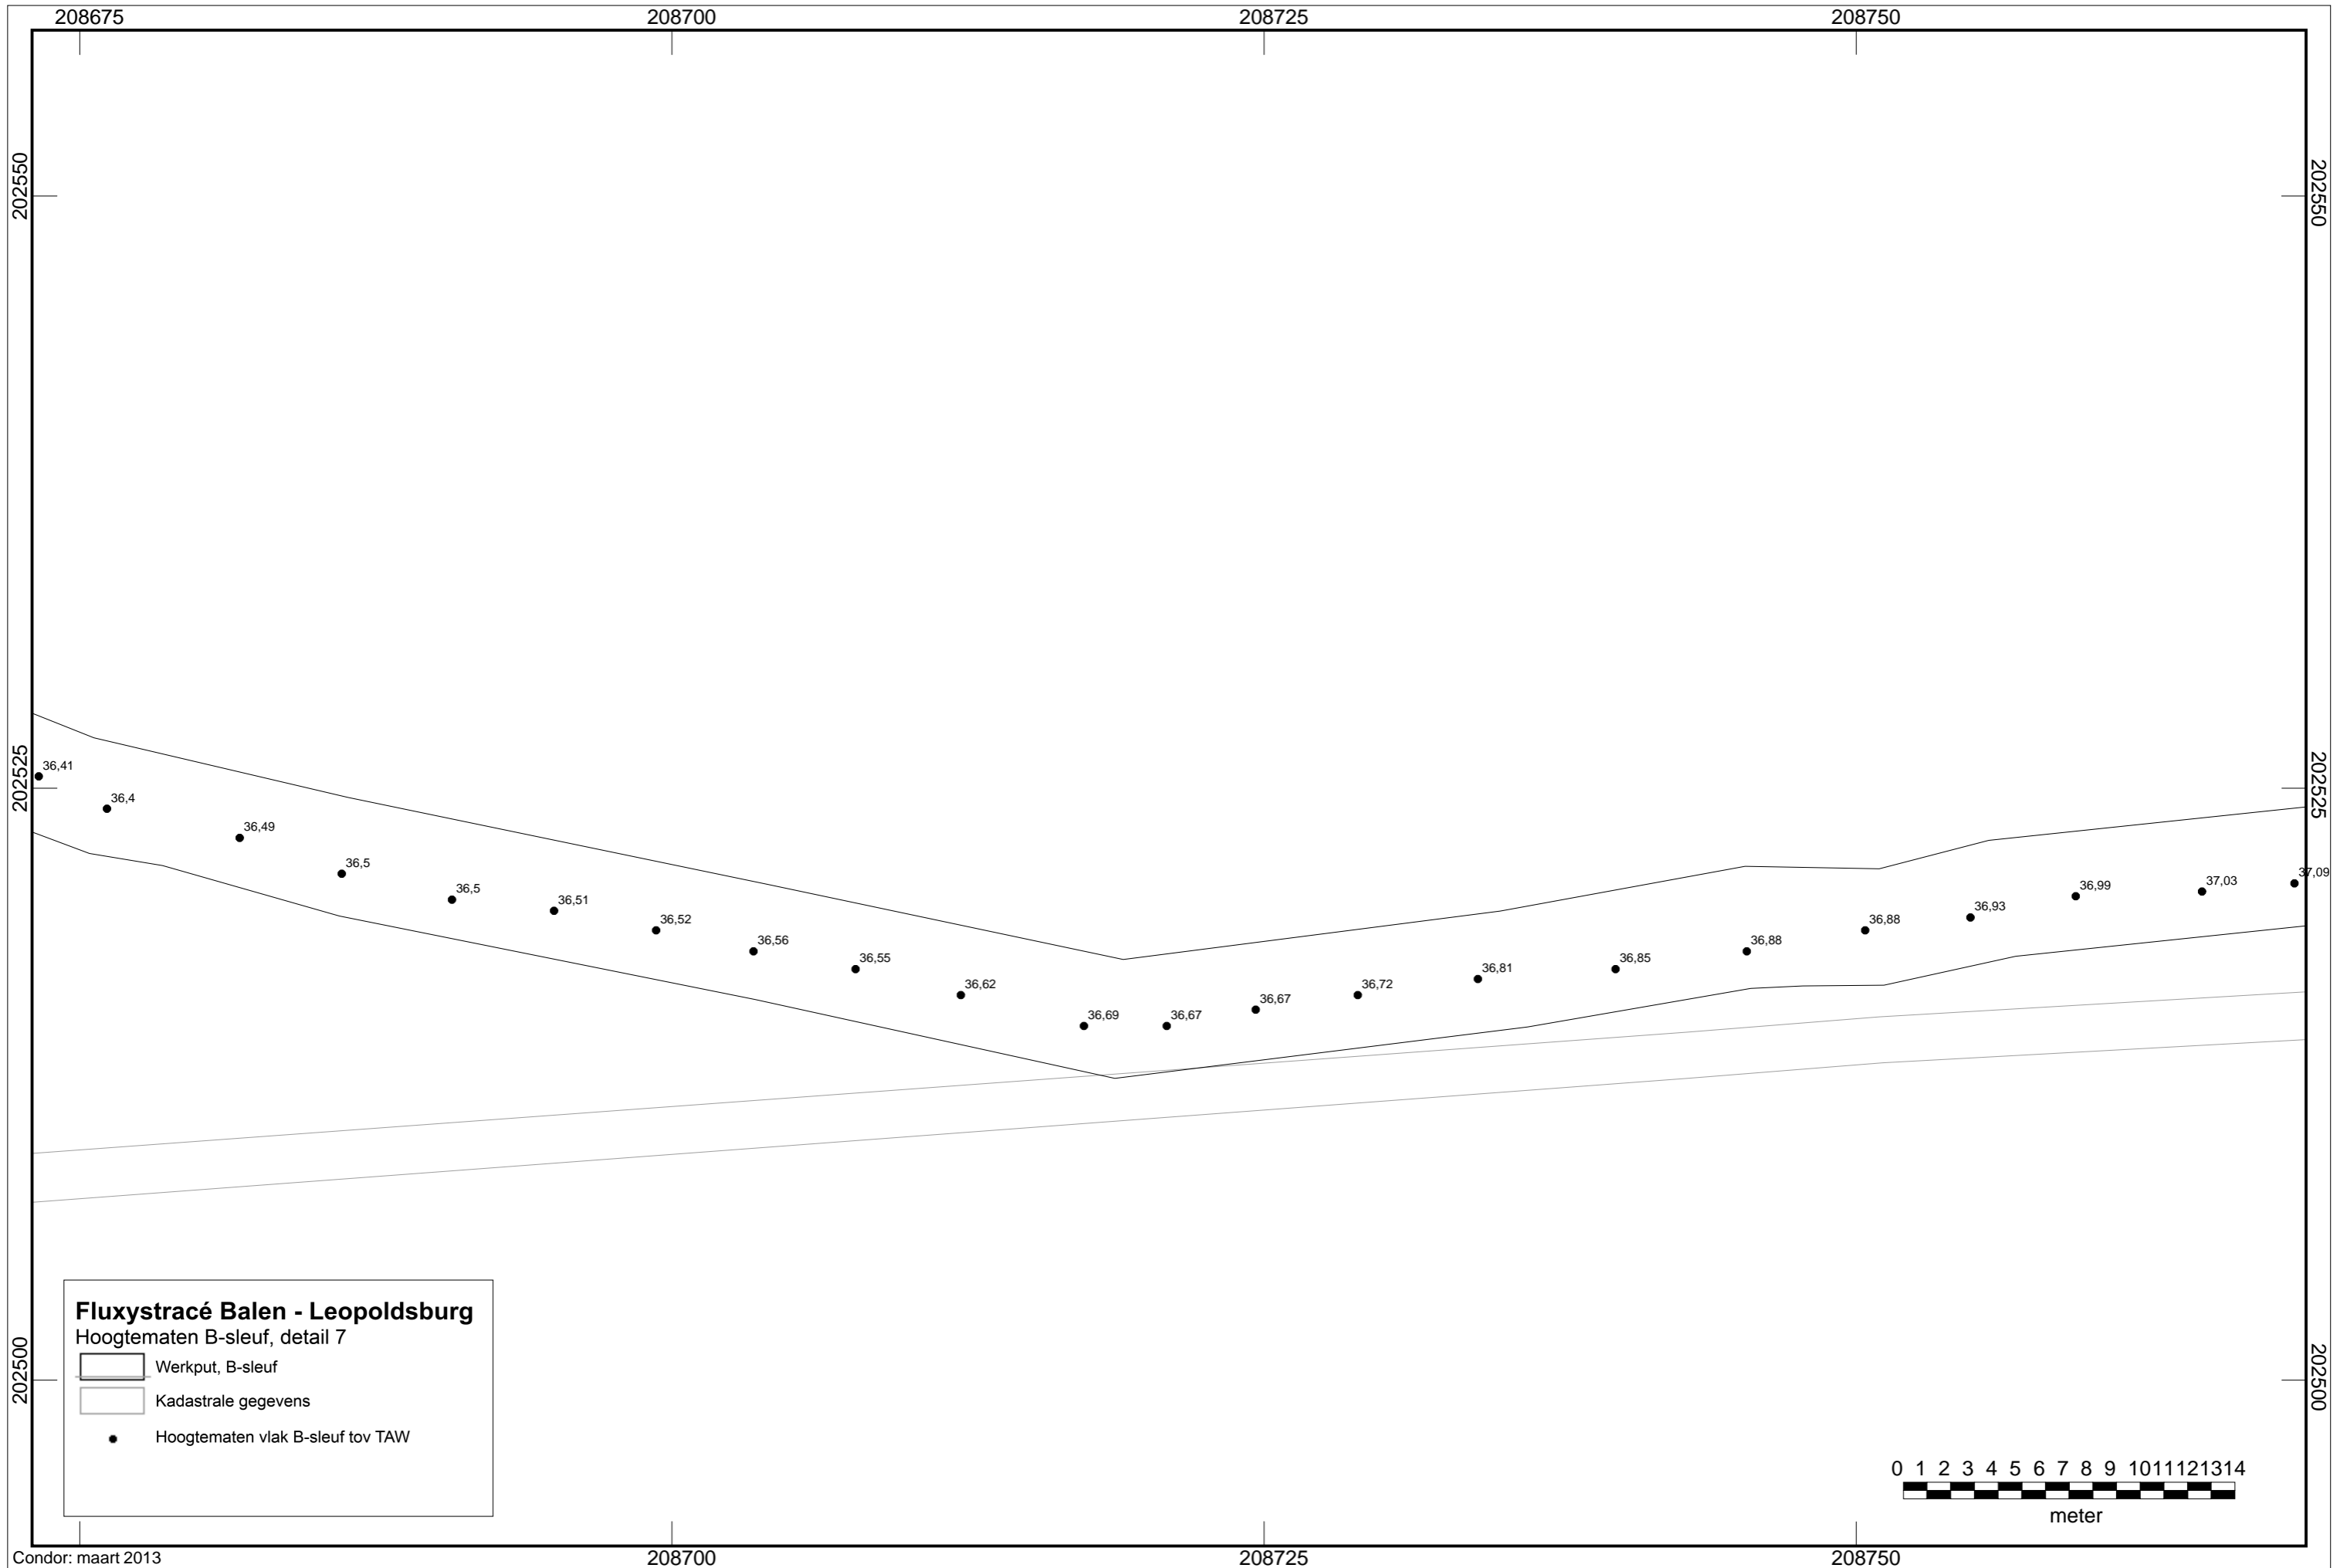 208675 208700 208725 208750
202550 202550
202525 202525
36,41
36,4
36,49
36,5
36,5
36,51
36,52
36,56
36,55
36,62
36,69
36,67
36,67
36,72
36,81
36,85
36,88
36,88
36,93
36,99
37,03
37,09
202500 202500
Fluxystracé Balen - Leopoldsburg
Hoogtematen B-sleuf, detail 7
Werkput, B-sleuf
Kadastrale gegevens
Hoogtematen vlak B-sleuf tov TAW
0 1 2 3 4 5 6 7 8 9 10 11 12 13 14
meter
Condor: maart 2013
208700 208725 208750